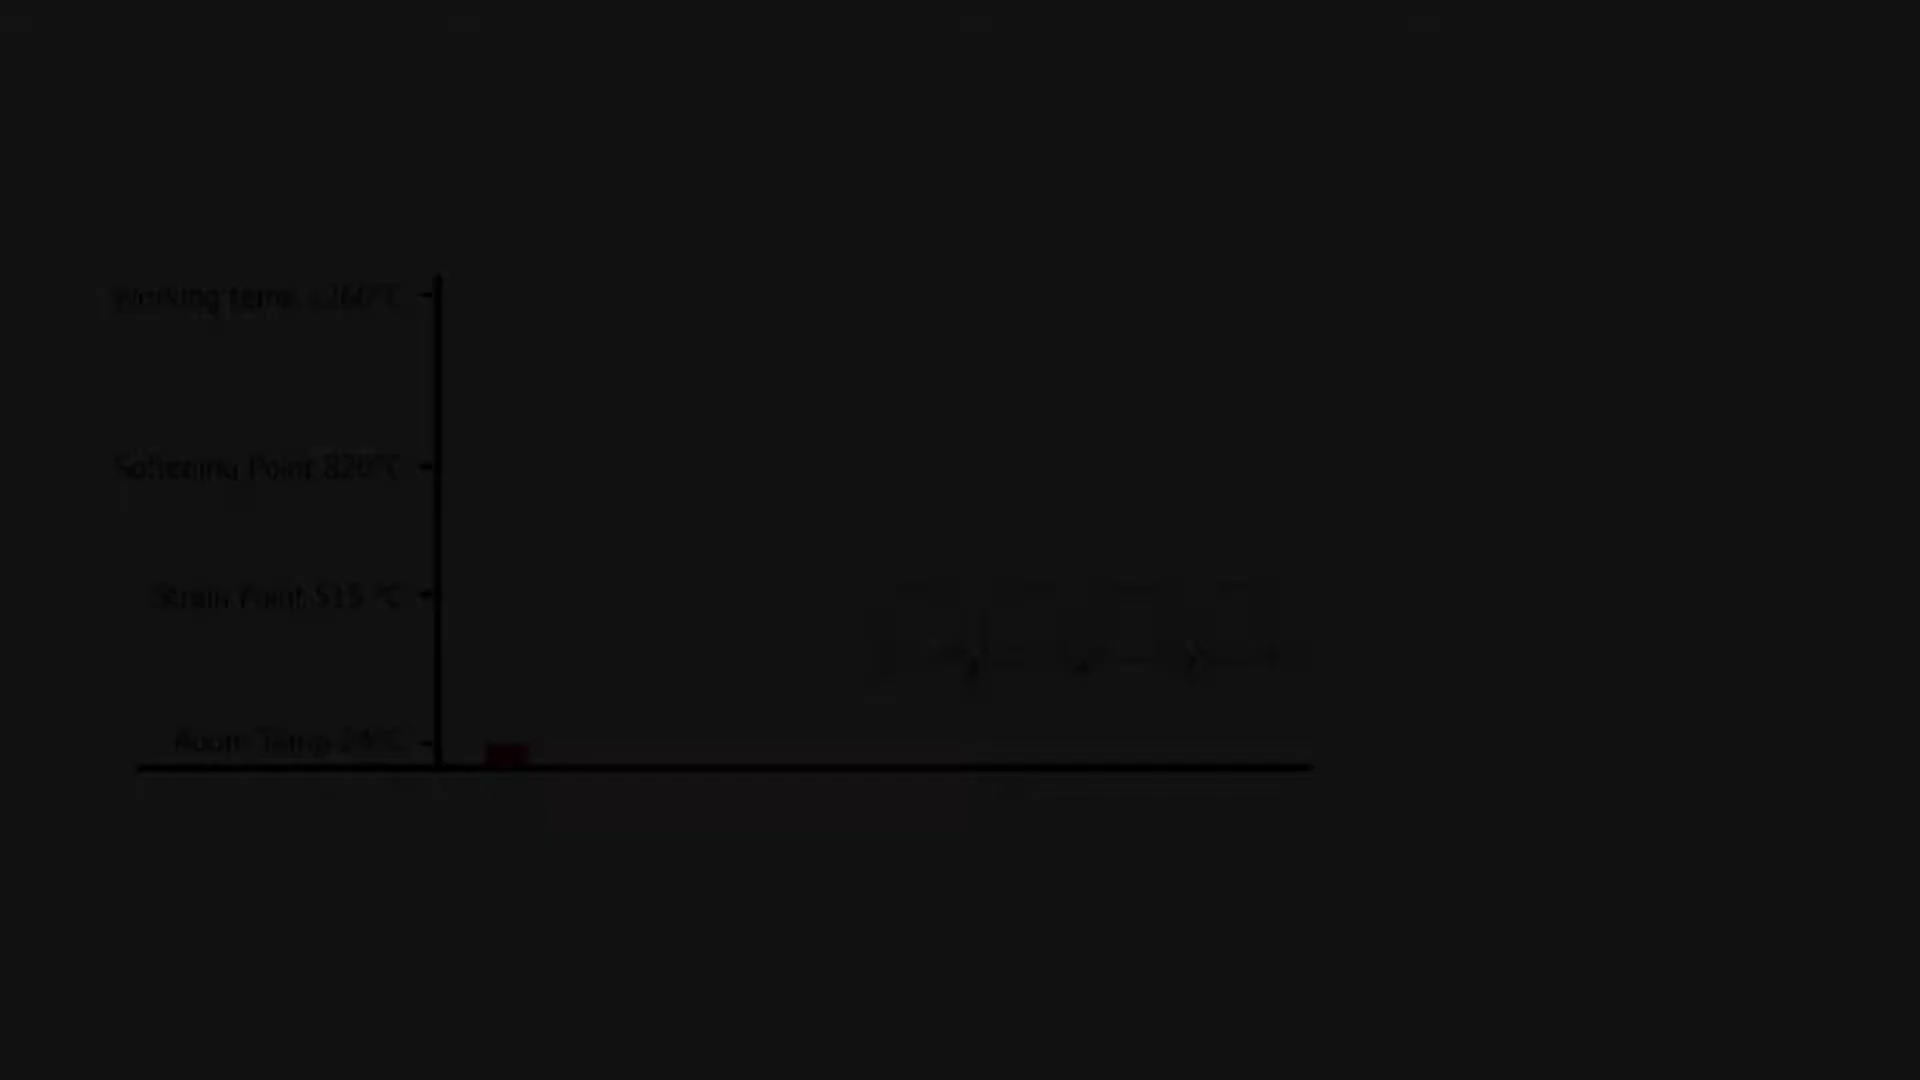 Working temp 1260°C
Softening Point 820°C
Strain Point 515 °C
Room Temp 25°C